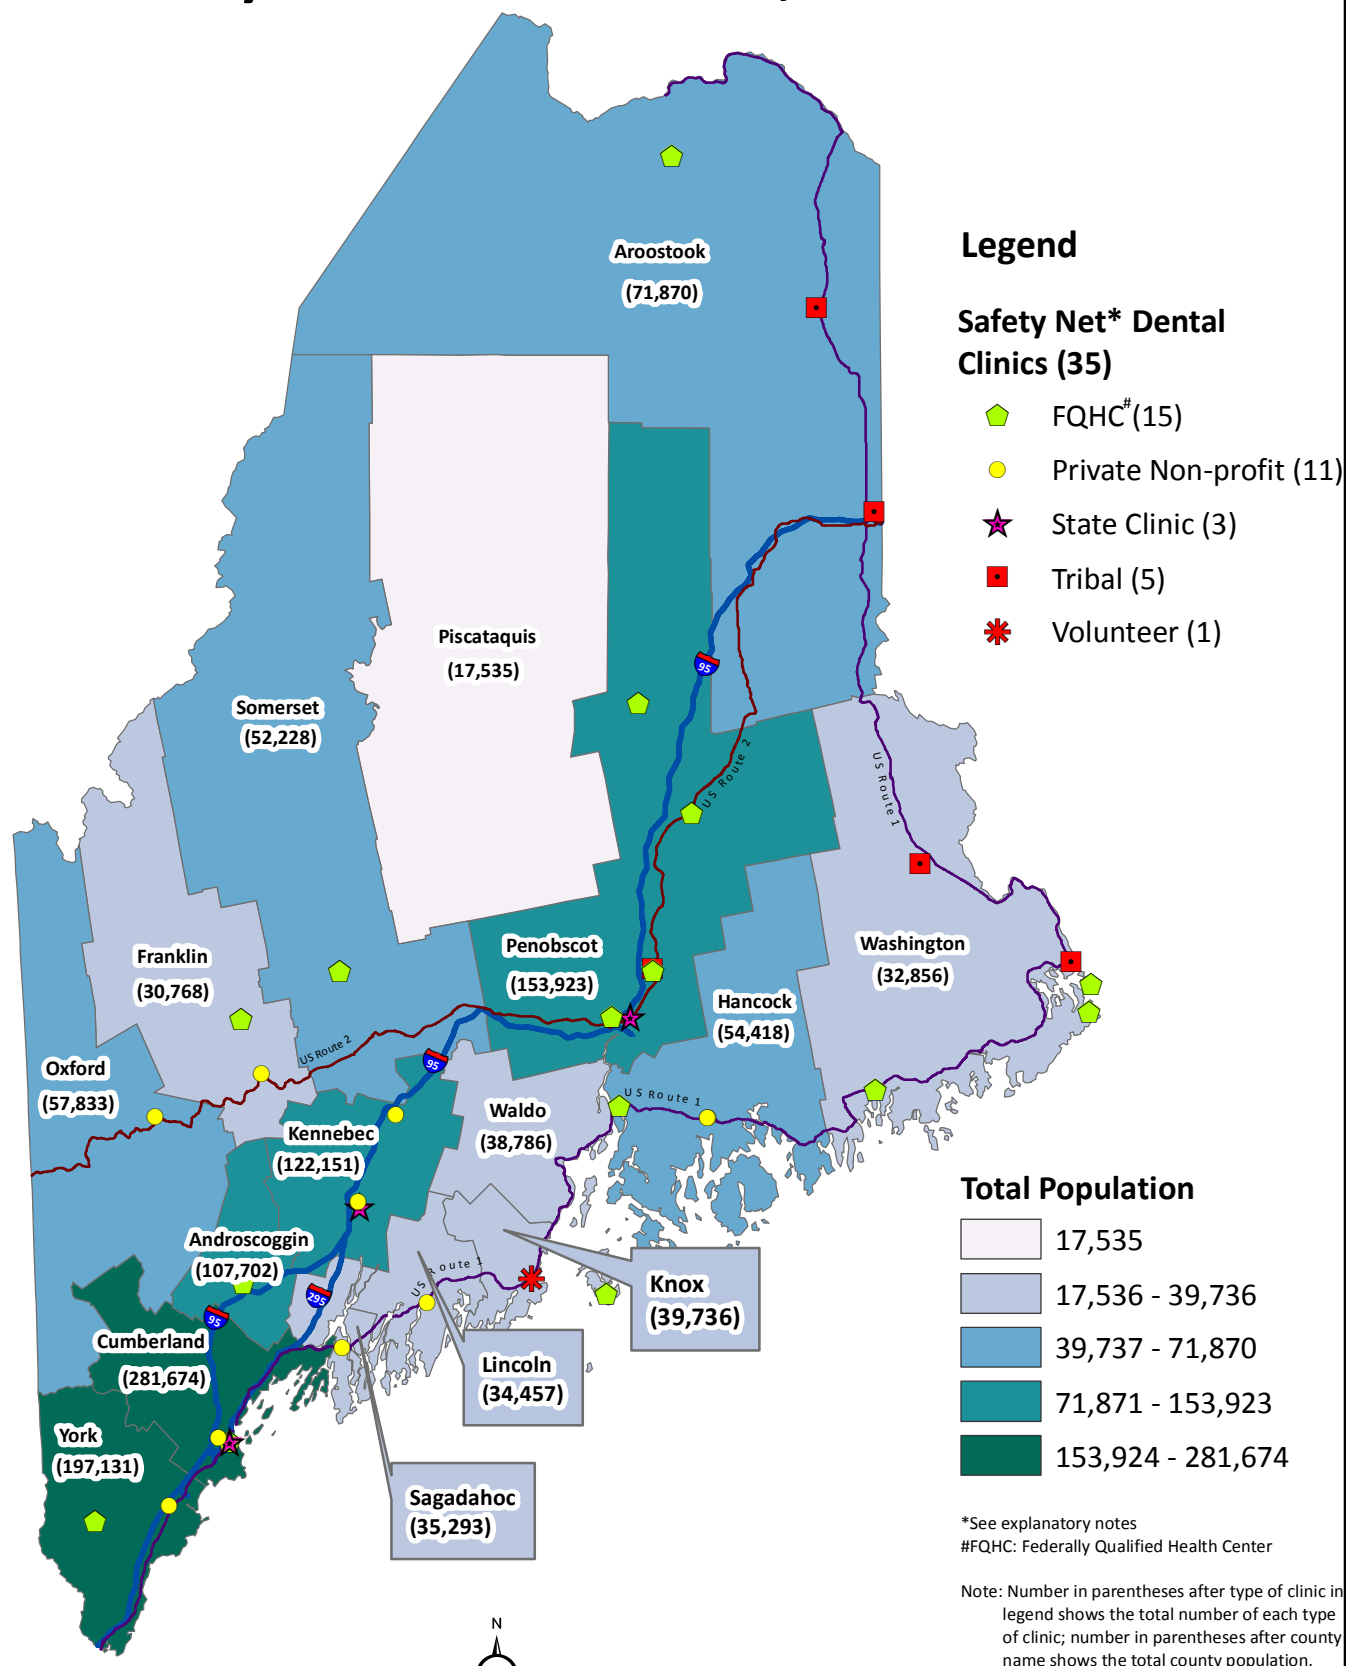 Aroostook
(71,870)
Legend
Safety Net* Dental
Clinics (35)
FQHC# (15)
Private Non-profit (11)
State Clinic (3)
Tribal (5)
Volunteer (1)
Piscataquis
(17,535)
95
Somerset
(52,228)
US Route 2
US Route 1
Franklin
(30,768)
Penobscot
(153,923)
Washington
(32,856)
Hancock
(54,418)
Oxford
(57,833)
US Route 2
95
US Route 1
Waldo
(38,786)
Kennebec
(122,151)
Androscoggin
(107,702)
US Route 1
295
95
Knox
(39,736)
Cumberland
(281,674)
Lincoln
(34,457)
York
(197,131)
Sagadahoc
(35,293)
Total Population
17,535
17,536 - 39,736
39,737 - 71,870
71,871 - 153,923
153,924 - 281,674
*See explanatory notes
#FQHC: Federally Qualified Health Center
Note: Number in parentheses after type of clinic in
legend shows the total number of each type
of clinic; number in parentheses after county
name shows the total county population.
N